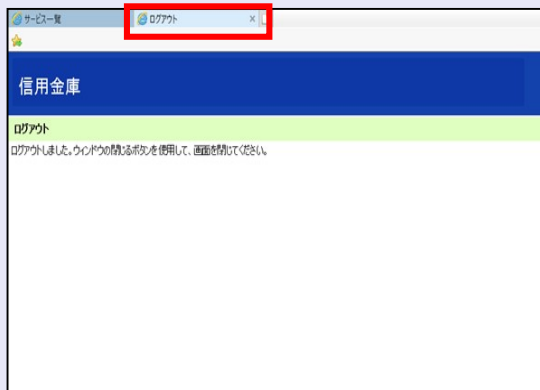 サービス一覧
ログアウト
信用金庫
ログアウト
ログアウトしました。ウィンドウの閉じるボタンを使用して、画面を閉じてください。